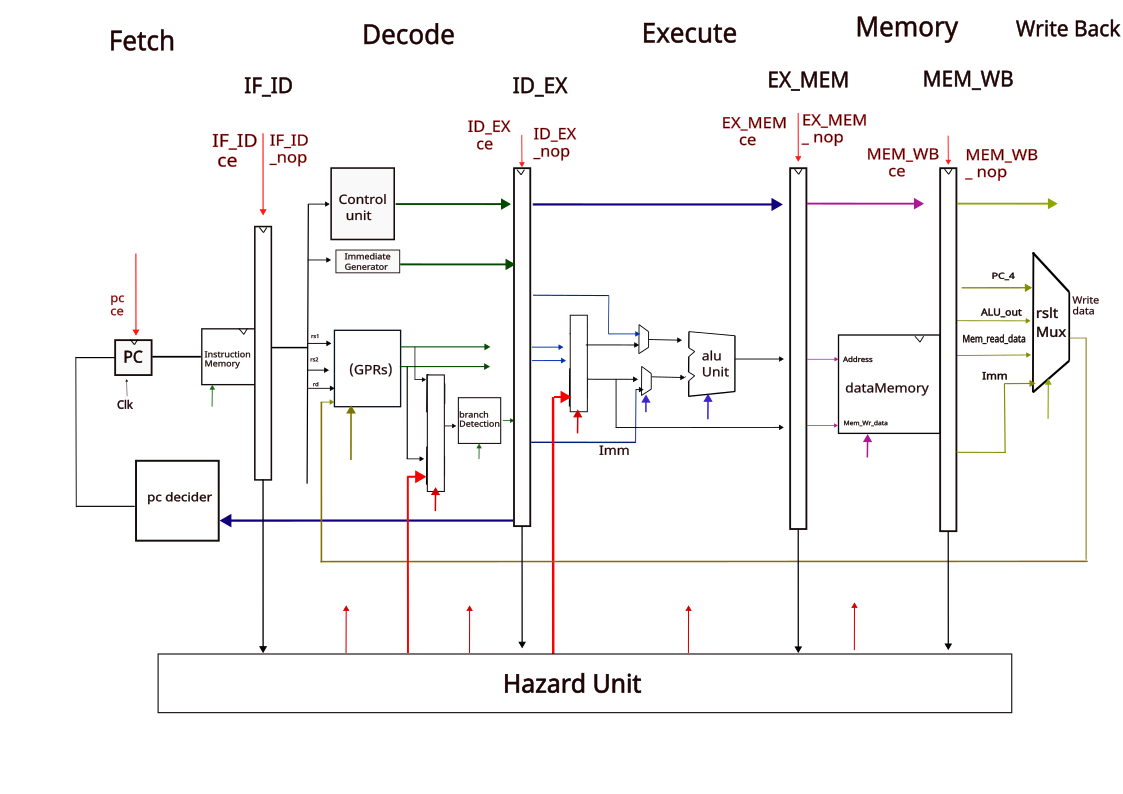 Fetch
Decode
Execute
Memory
Write Back
IF_ID
ID_EX
EX_MEM
MEM_WB
IF_ID
ce
IF_ID
_nop
ID_EX
ce
ID_EX
_nop
EX_MEM
ce
EX_MEM
_ nop
MEM_WB
ce
MEM_WB
_ nop
Control
unit
Immediate
Generator
pc
ce
PC
Clk
Instruction
Memory
rs1
rs2
rd
(GPRs)
branch
Detection
alu
Unit
Imm
Address
dataMemory
Mem_Wr_data
PC_4
ALU_out
Mem_read_data
Imm
rslt
Mux
Write
data
pc decider
Hazard Unit